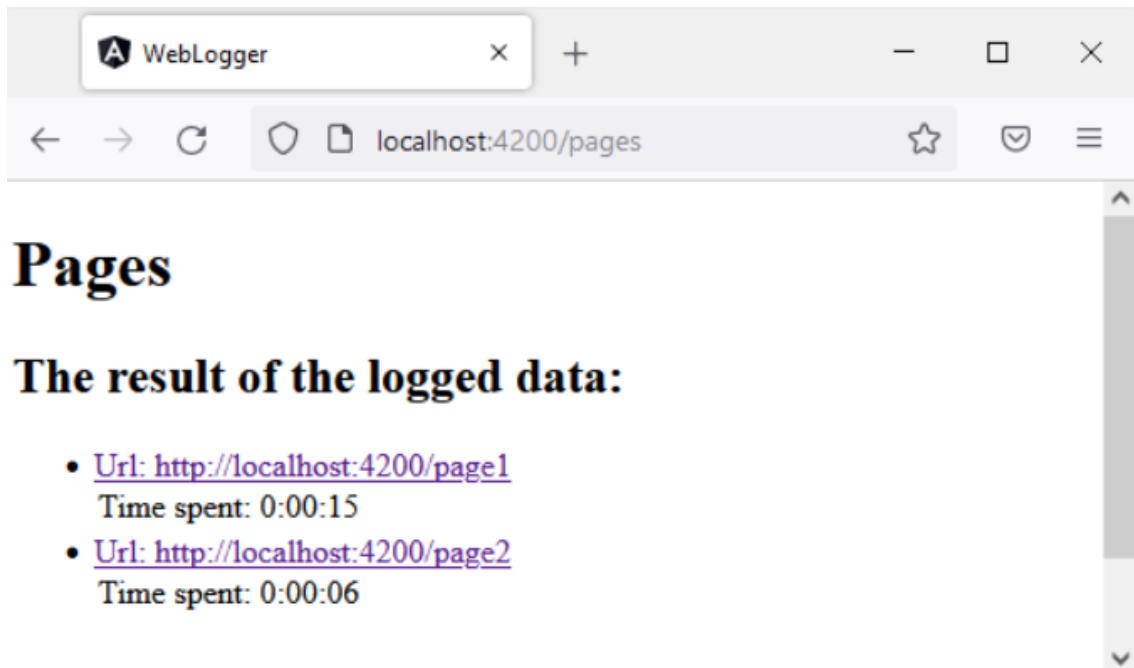 WebLogger
localhost:4200/pages
Pages
The result of the logged data:
Url: http://localhost:4200/page1
Time spent: 0:00:15
Url: http://localhost:4200/page2
Time spent: 0:00:06